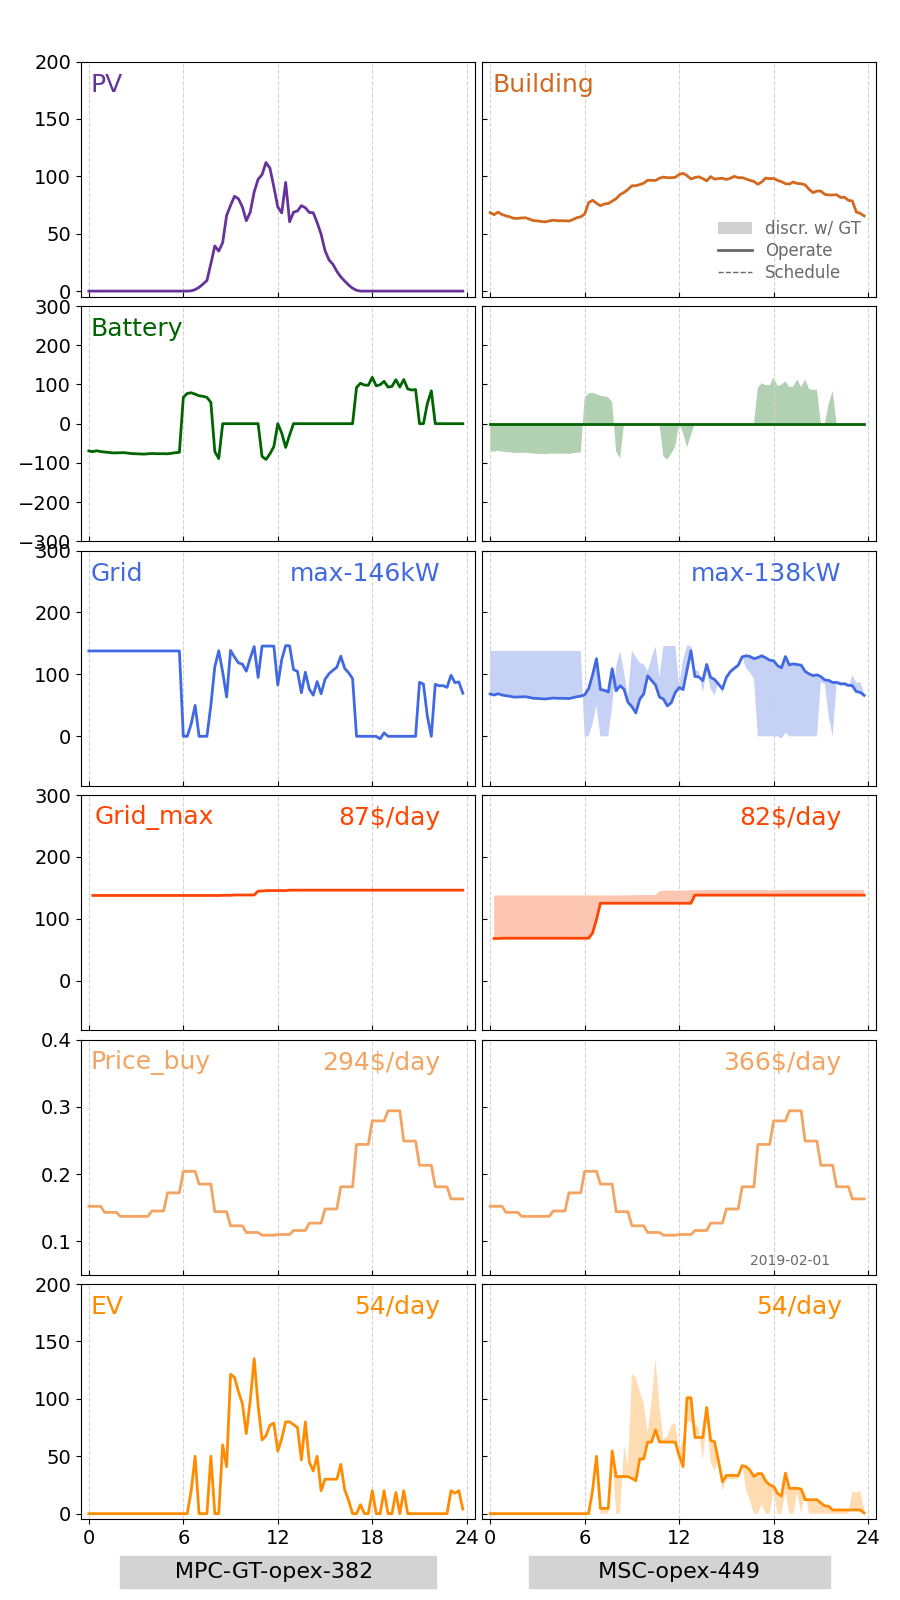 200
150
100
50
0
PV
Building
discr. w/ GT
Operate
Schedule
300
200
100
0
−100
−200
−300
Battery
300
200
100
0
Grid
max-146kW
max-138kW
300
200
100
0
Grid_max
87$/day
82$/day
0.4
0.3
0.2
0.1
Price_buy
294$/day
366$/day
2019-02-01
200
150
100
50
0
EV
54/day
54/day
0 6 12 18 24 0 6 12 18 24
MPC-GT-opex-382
MSC-opex-449